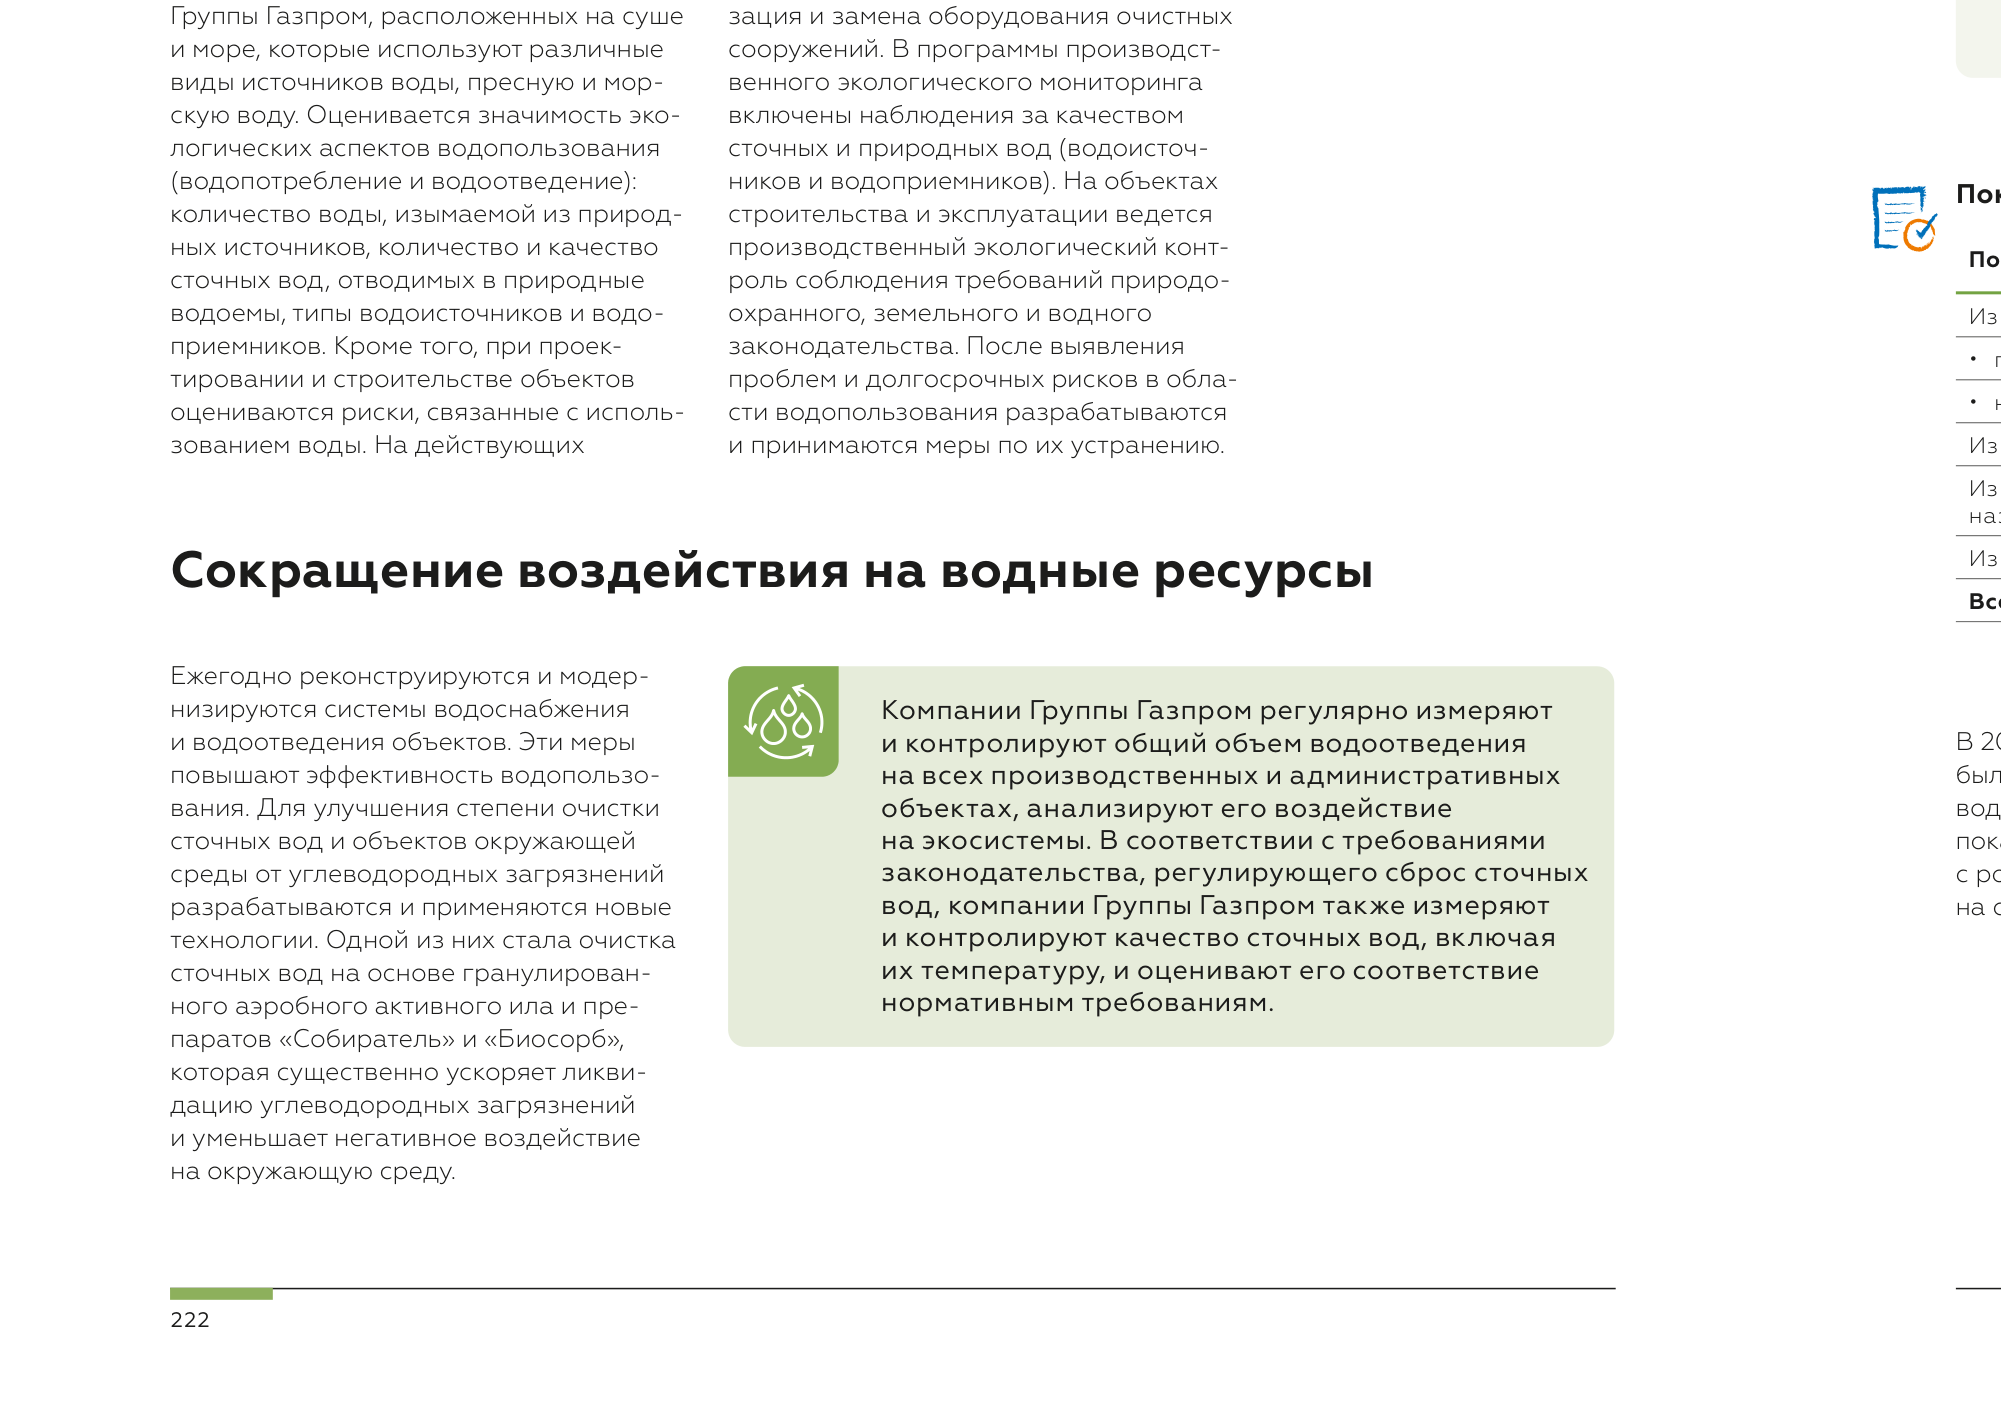 Группы Газпром, расположенных на суше
и море, которые используют различные
виды источников воды, пресную и мор-
скую воду. Оценивается значимость эко-
логических аспектов водопользования
(водопотребление и водоотведение):
количество воды, изымаемой из природ-
ных источников, количество и качество
сточных вод, отводимых в природные
водоемы, типы водоисточников и водо-
приемников. Кроме того, при проек-
тировании и строительстве объектов
оцениваются риски, связанные с исполь-
зованием воды. На действующих
зация и замена оборудования очистных
сооружений. В программы производст-
венного экологического мониторинга
включены наблюдения за качеством
сточных и природных вод (водоисточ-
ников и водоприемников). На объектах
строительства и эксплуатации ведется
производственный экологический конт-
роль соблюдения требований природо-
охранного, земельного и водного
законодательства. После выявления
проблем и долгосрочных рисков в обла-
сти водопользования разрабатываются
и принимаются меры по их устранению.
Сокращение воздействия на водные ресурсы
Ежегодно реконструируются и модер-
низируются системы водоснабжения
и водоотведения объектов. Эти меры
повышают эффективность водопользо-
вания. Для улучшения степени очистки
сточных вод и объектов окружающей
среды от углеводородных загрязнений
разрабатываются и применяются новые
технологии. Одной из них стала очистка
сточных вод на основе гранулирован-
ного аэробного активного ила и пре-
паратов «Собиратель» и «Биосорб»,
которая существенно ускоряет ликви-
дацию углеводородных загрязнений
и уменьшает негативное воздействие
на окружающую среду.
Компании Группы Газпром регулярно измеряют
и контролируют общий объем водоотведения
на всех производственных и административных
объектах, анализируют его воздействие
на экосистемы. В соответствии с требованиями
законодательства, регулирующего сброс сточных
вод, компании Группы Газпром также измеряют
и контролируют качество сточных вод, включая
их температуру, и оценивают его соответствие
нормативным требованиям.
222
Из
Из
Из
Из
В 20
был
вод
с
на